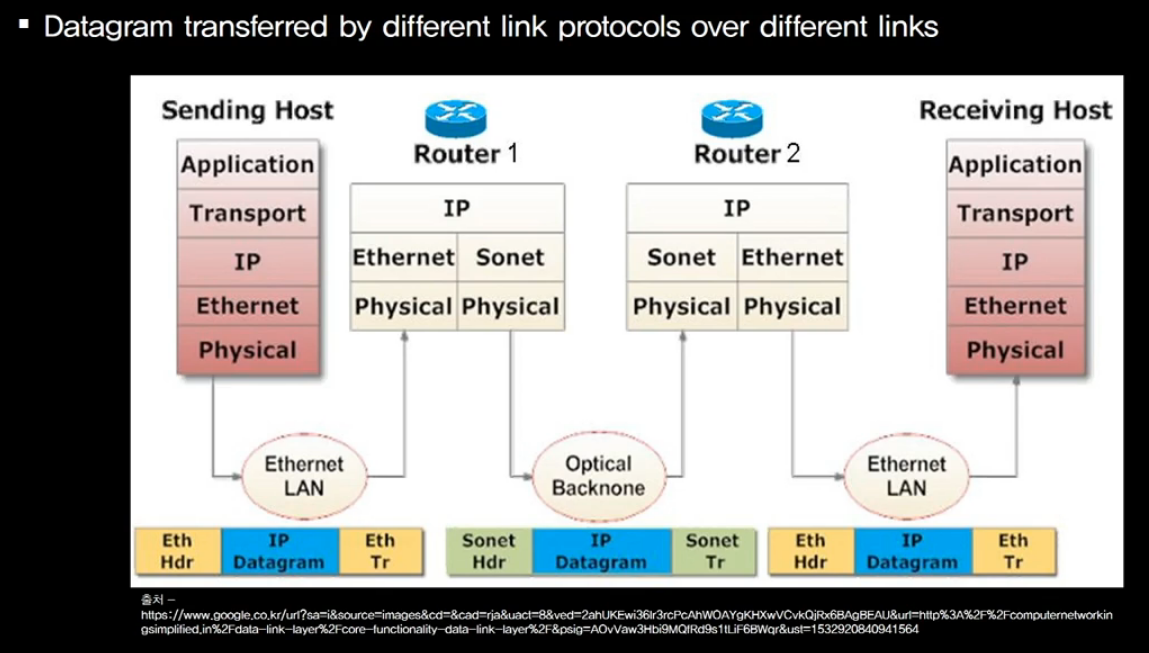 ▪ Datagram transferred by different link protocols over different links
Sending Host
Application
Transport
IP
Ethernet
Physical
Router 1
IP
Ethernet Sonet
Physical Physical
Router 2
IP
Sonet Ethernet
Physical Physical
Receiving Host
Application
Transport
IP
Ethernet
Physical
Ethernet
LAN
Optical
Backnone
Ethernet
LAN
Eth
Hdr
IP
Datagram
Eth
Tr
Sonet
Hdr
IP
Datagram
Sonet
Tr
Eth
Hdr
IP
Datagram
Eth
Tr
출처 –
https://www.google.co.kr/url?sa=i&source=images&cd=&cad=rja&uact=8&ved=2ahUKEwi36Ir3rcPcAhWOAYgKHXwVCvkQjRx6BAgBEAU&url=http%3A%2F%2Fcomputernetworkin
gsimplified.in%2Fdata-link-layer%2Fcore-functionality-data-link-layer%2F&psig=AOvVaw3Hbi9MQfRd9s1tLiF6BWqr&ust=1532920840941564